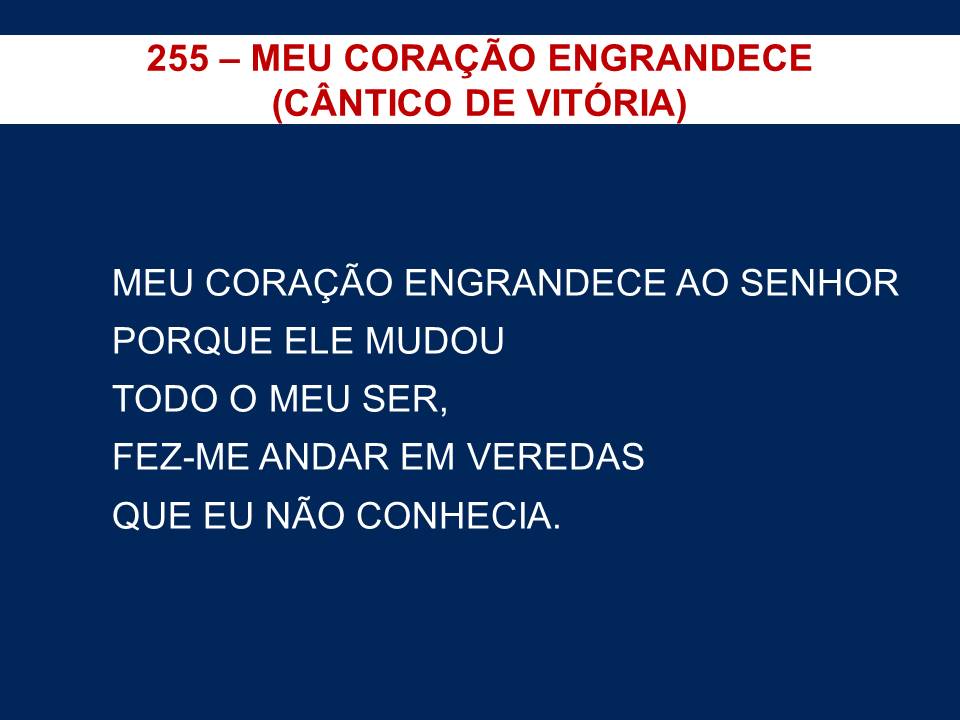 255 – MEU CORAÇÃO ENGRANDECE
(CÂNTICO DE VITÓRIA)
MEU CORAÇÃO ENGRANDECE AO SENHOR
PORQUE ELE MUDOU
TODO O MEU SER,
FEZ-ME ANDAR EM VEREDAS
QUE EU NÃO CONHECIA.